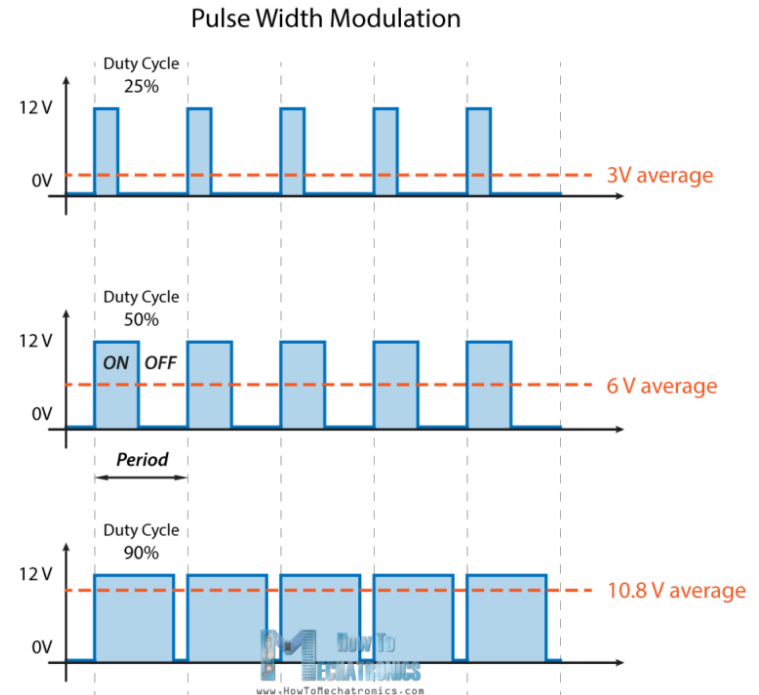 Pulse Width Modulation
Duty Cycle
25%
12 V
0V
3V average
Duty Cycle
50%
12 V
ON OFF
6 V average
0V
Period
Duty Cycle
90%
12 V
10.8 V average
0V
How To
MECHATRONICS
www.HowToMechatronics.com